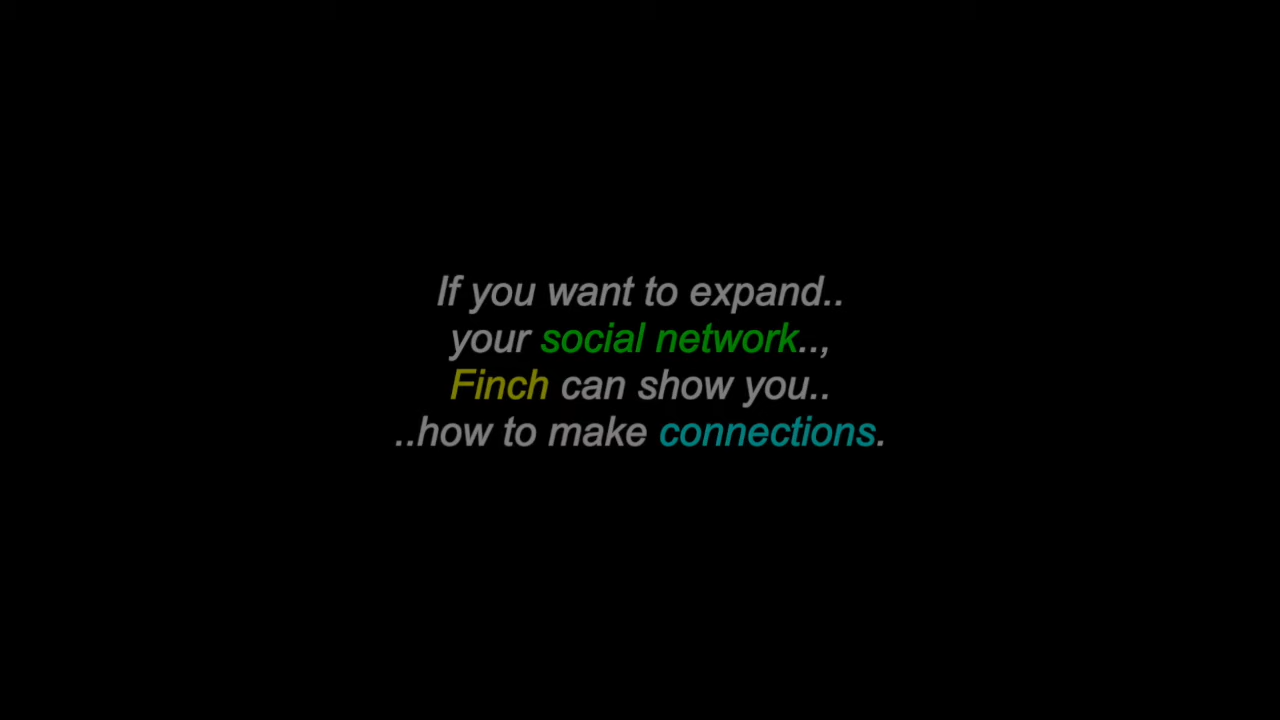 If you want to expand..
your social network..,
Finch can show you..
..how to make connections.